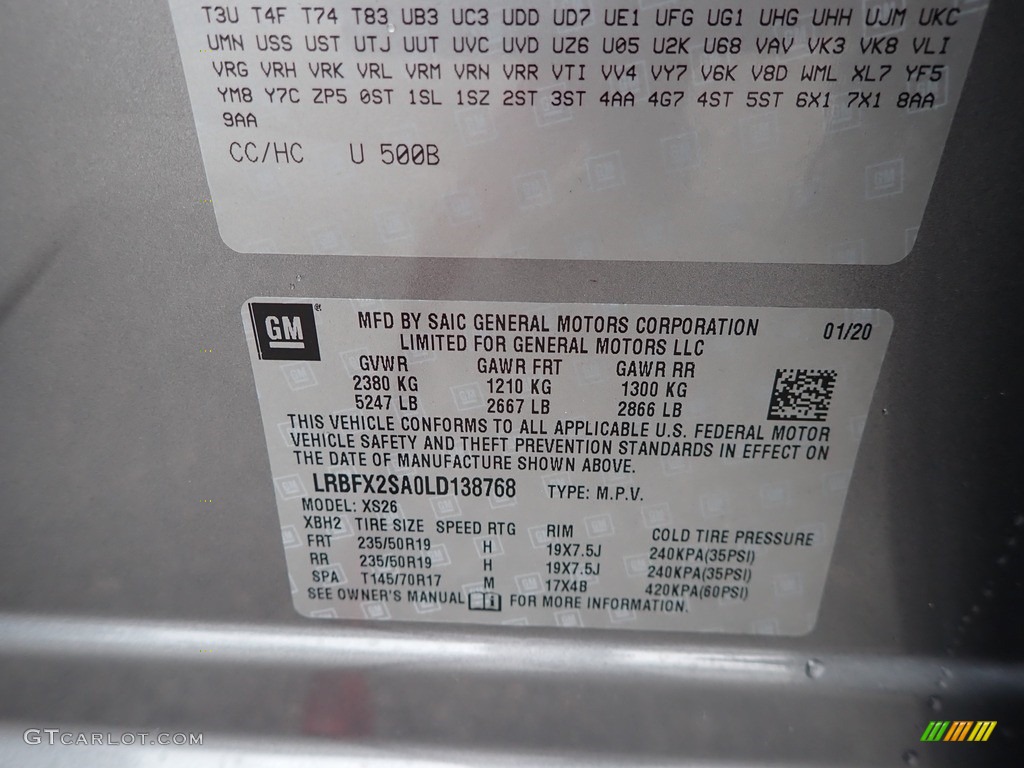 T3U T4F T74 T83 UB3 UC3 UDD UD7 UE1 UFG UG1 UHG UHH UJM UKC
UMN USS UST UTJ UUT UVC UVD UZ6 U05 U2K U68 VAV VK3 VK8 VLI
VRG VRH VRK VRL VRM VRN VRR VTI VV4 VY7 V6K V8D WML XL7 YF5
YM8 Y7C ZP5 0ST 1SL 1SZ 2ST 3ST 4AA 4G7 4ST 5ST 6X1 7X1 8AA
9AA
CC/HC U 500B
GM®
MFD BY SAIC GENERAL MOTORS CORPORATION 01/20
LIMITED FOR GENERAL MOTORS LLC
GVWR GAWR FRT GAWR RR
2380 KG 1210 KG 1300 KG
5247 LB 2667 LB 2866 LB
THIS VEHICLE CONFORMS TO ALL APPLICABLE U.S. FEDERAL MOTOR
VEHICLE SAFETY AND THEFT PREVENTION STANDARDS IN EFFECT ON
THE DATE OF MANUFACTURE SHOWN ABOVE.
LRBFX2SA0LD138768 TYPE: M.P.V.
MODEL: XS26
XBH2 TIRE SIZE SPEED RTG RIM COLD TIRE PRESSURE
FRT 235/50R19 H 19X7.5J 240KPA(35PSI)
RR 235/50R19 H 19X7.5J 240KPA(35PSI)
SPA T145/70R17 M 17X4B 420KPA(60PSI)
SEE OWNER'S MANUAL FOR MORE INFORMATION.
GTCARLOT.COM